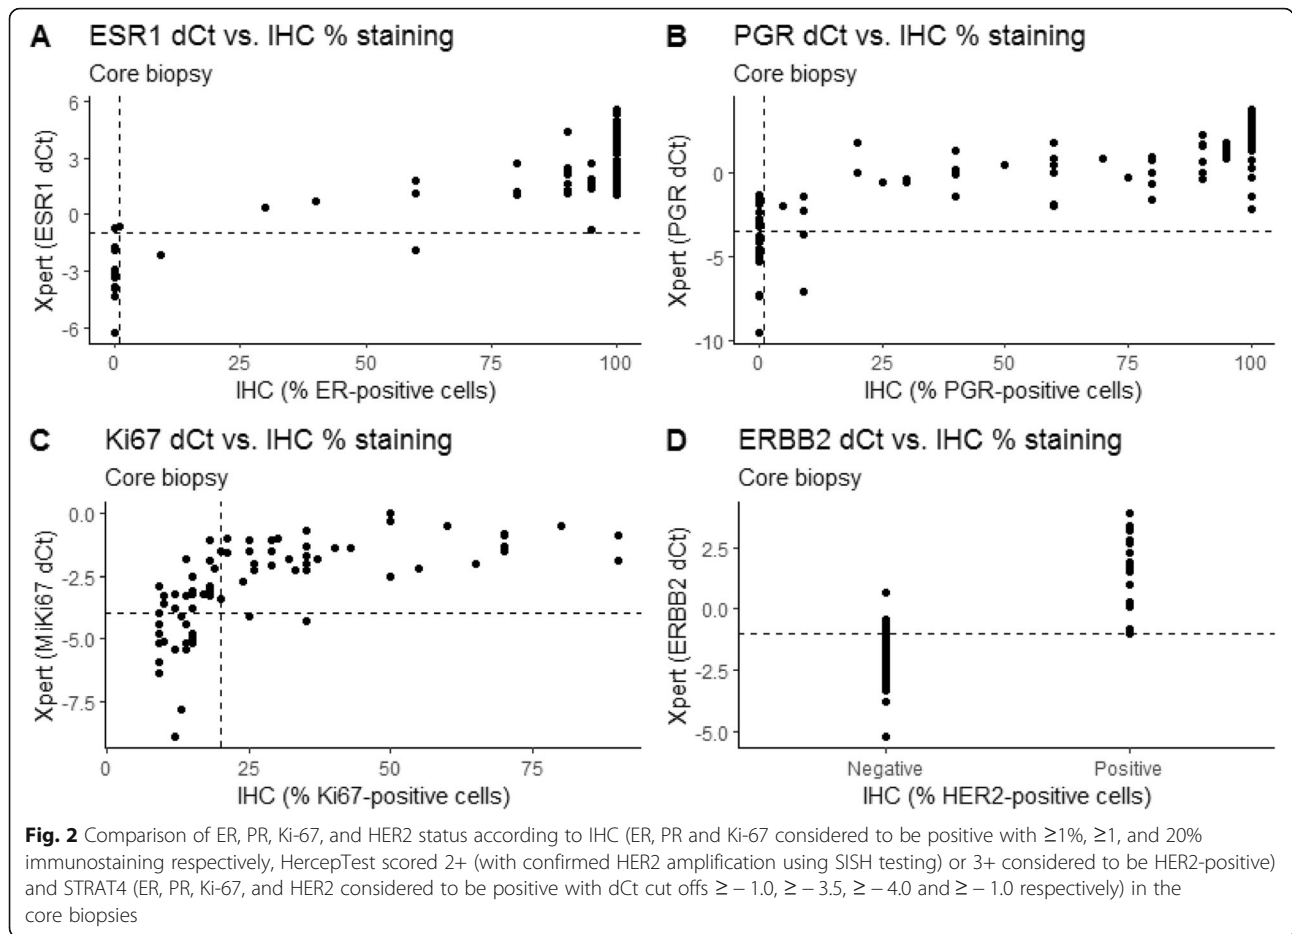 A ESR1 dCt vs. IHC % staining
Core biopsy
Xpert (ESR1 dCt)
6
3
0
-3
-6
0 25 50 75 100
IHC (% ER-positive cells)
B PGR dCt vs. IHC % staining
Core biopsy
Xpert (PGR dCt)
0
-5
-10
0 25 50 75 100
IHC (% PGR-positive cells)
C Ki67 dCt vs. IHC % staining
Core biopsy
Xpert (MiKi67 dCt)
0.0
-2.5
-5.0
-7.5
0 25 50 75
IHC (% Ki67-positive cells)
D ERBB2 dCt vs. IHC % staining
Core biopsy
Xpert (ERBB2 dCt)
2.5
0.0
-2.5
-5.0
Negative Positive
IHC (% HER2-positive cells)
Fig. 2 Comparison of ER, PR, Ki-67, and HER2 status according to IHC (ER, PR and Ki-67 considered to be positive with ≥1%, ≥1, and 20%
immunostaining respectively, HercepTest scored 2+ (with confirmed HER2 amplification using SISH testing) or 3+ considered to be HER2-positive)
and STRAT4 (ER, PR, Ki-67, and HER2 considered to be positive with dCt cut offs ≥ − 1.0, ≥ − 3.5, ≥ − 4.0 and ≥ − 1.0 respectively) in the
core biopsies